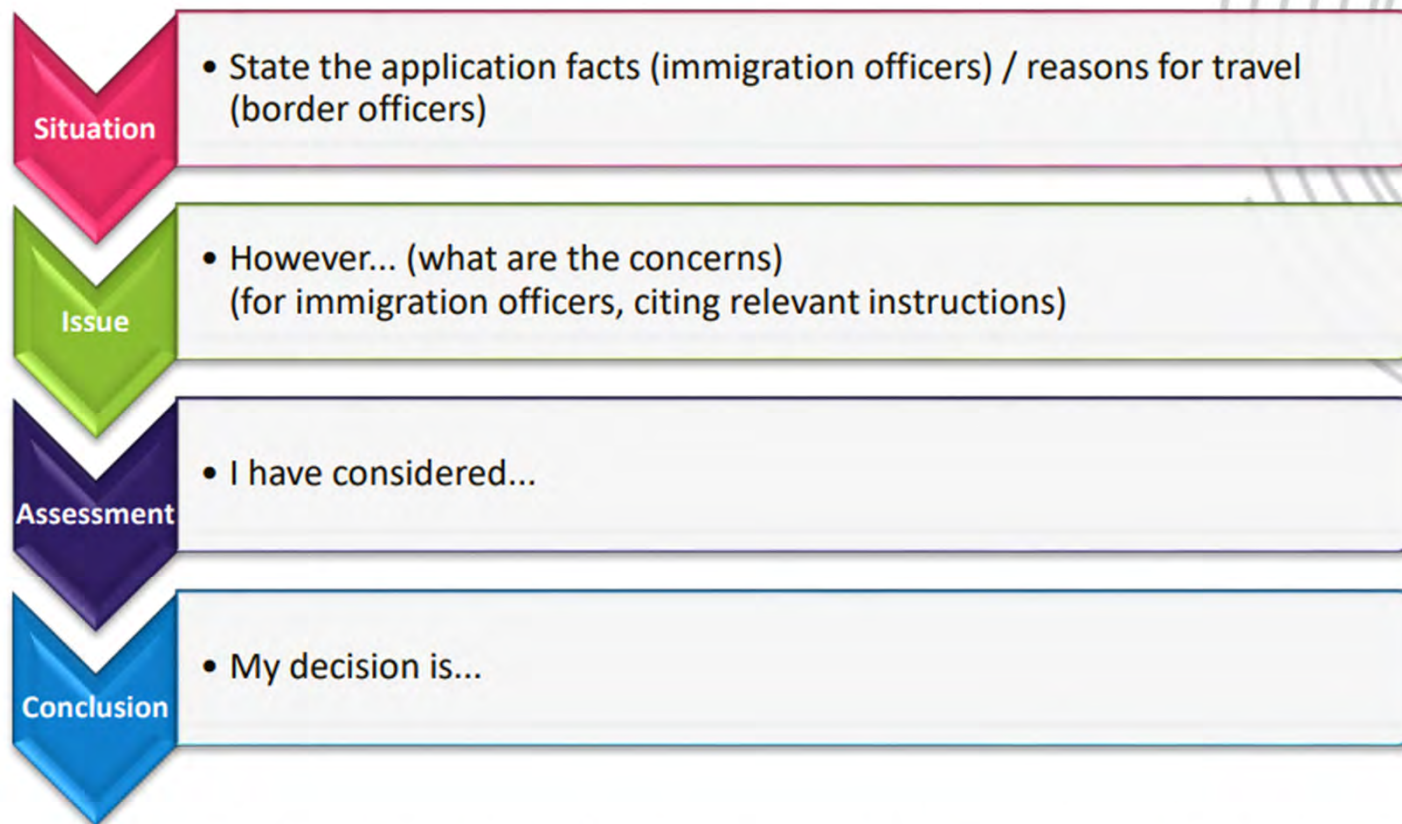 Situation
• State the application facts (immigration officers) / reasons for travel
(border officers)
Issue
• However... (what are the concerns)
(for immigration officers, citing relevant instructions)
Assessment
• I have considered...
Conclusion
• My decision is...